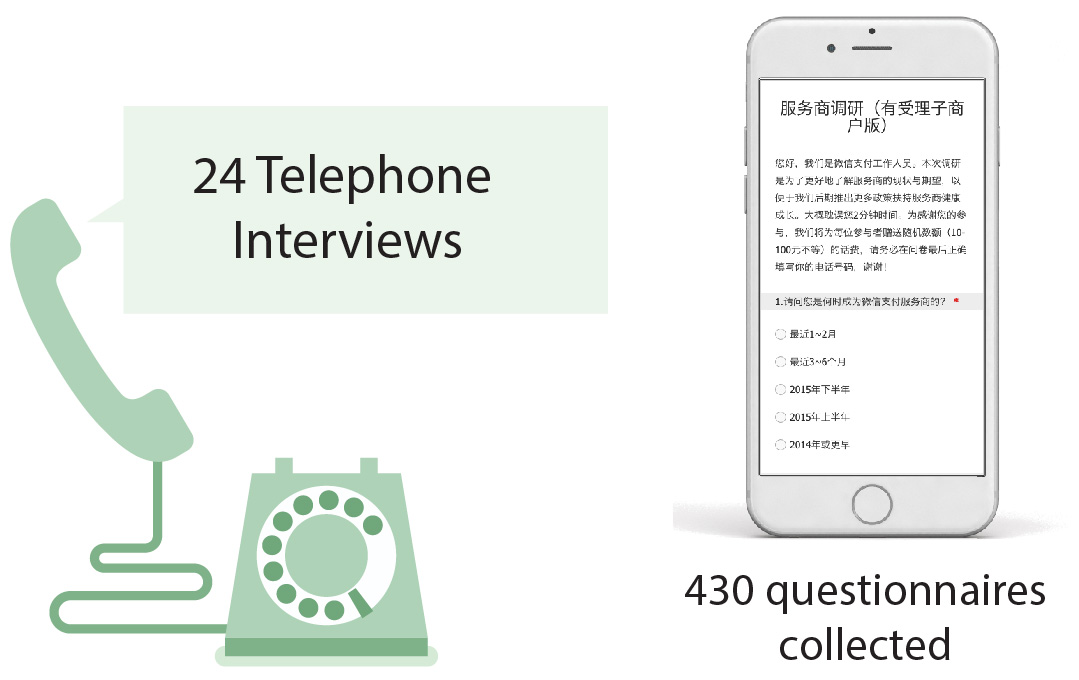 24 Telephone
Interviews
服务商调研（有受理子商
户版）
您好，我们是微信支付工作人员，本次调研
是为了更好地了解服务商的现状与期望，以
便于我们后期推出更多政策扶持服务商健康
成长。大概耽误您2分钟时间，为感谢您的参
与，我们将为每位参与者赠送随机数额（10-
100元不等）的话费，请务必在问卷最后正确
填写你的电话号码，谢谢！
1.请问您是何时成为微信支付服务商的？ *
最近1~2月
最近3~6个月
2015年下半年
2015年上半年
2014年或更早
430 questionnaires
collected